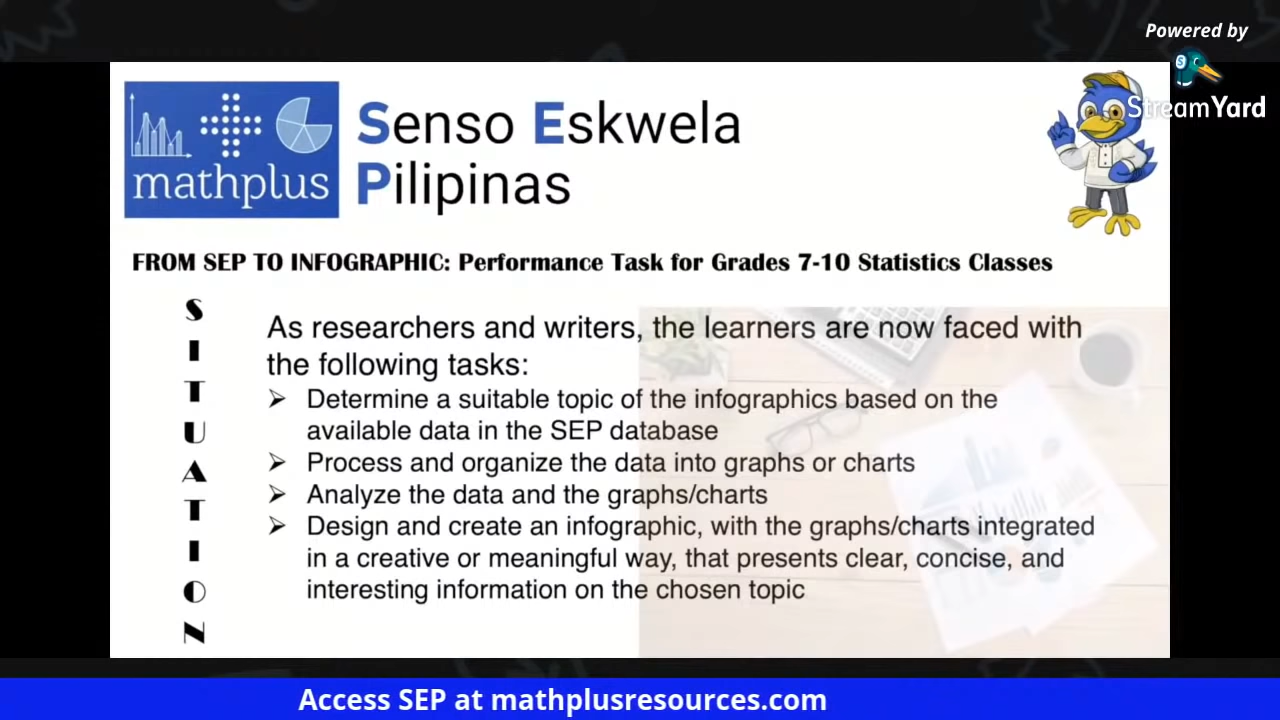 Powered by
StreamYard
mathplus
Senso Eskwela
Pilipinas
FROM SEP TO INFOGRAPHIC: Performance Task for Grades 7-10 Statistics Classes
SITUATION
As researchers and writers, the learners are now faced with
the following tasks:
➢ Determine a suitable topic of the infographics based on the
available data in the SEP database
➢ Process and organize the data into graphs or charts
➢ Analyze the data and the graphs/charts
➢ Design and create an infographic, with the graphs/charts integrated
in a creative or meaningful way, that presents clear, concise, and
interesting information on the chosen topic
Access SEP at mathplusresources.com